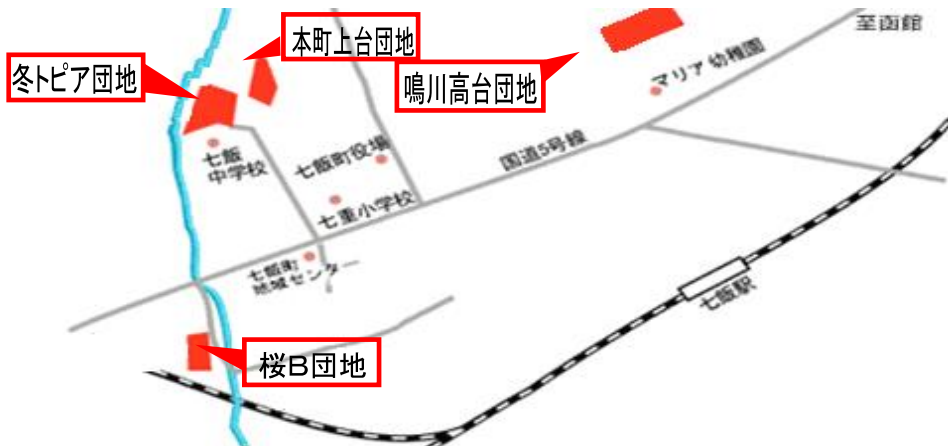 本町上台団地
至函館
冬トピア団地
鳴川高台団地
マリア幼稚園
七飯
中学校
七飯町役場
国道5号線
七重小学校
七飯町
地域センター
七飯駅
桜B団地